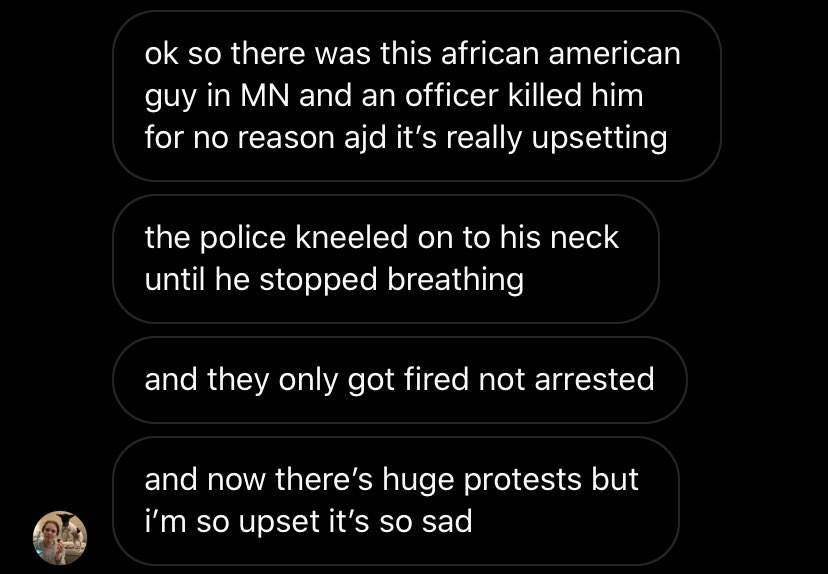 ok so there was this african american
guy in MN and an officer killed him
for no reason ajd it's really upsetting
the police kneeled on to his neck
until he stopped breathing
and they only got fired not arrested
and now there's huge protests but
i'm so upset it's so sad